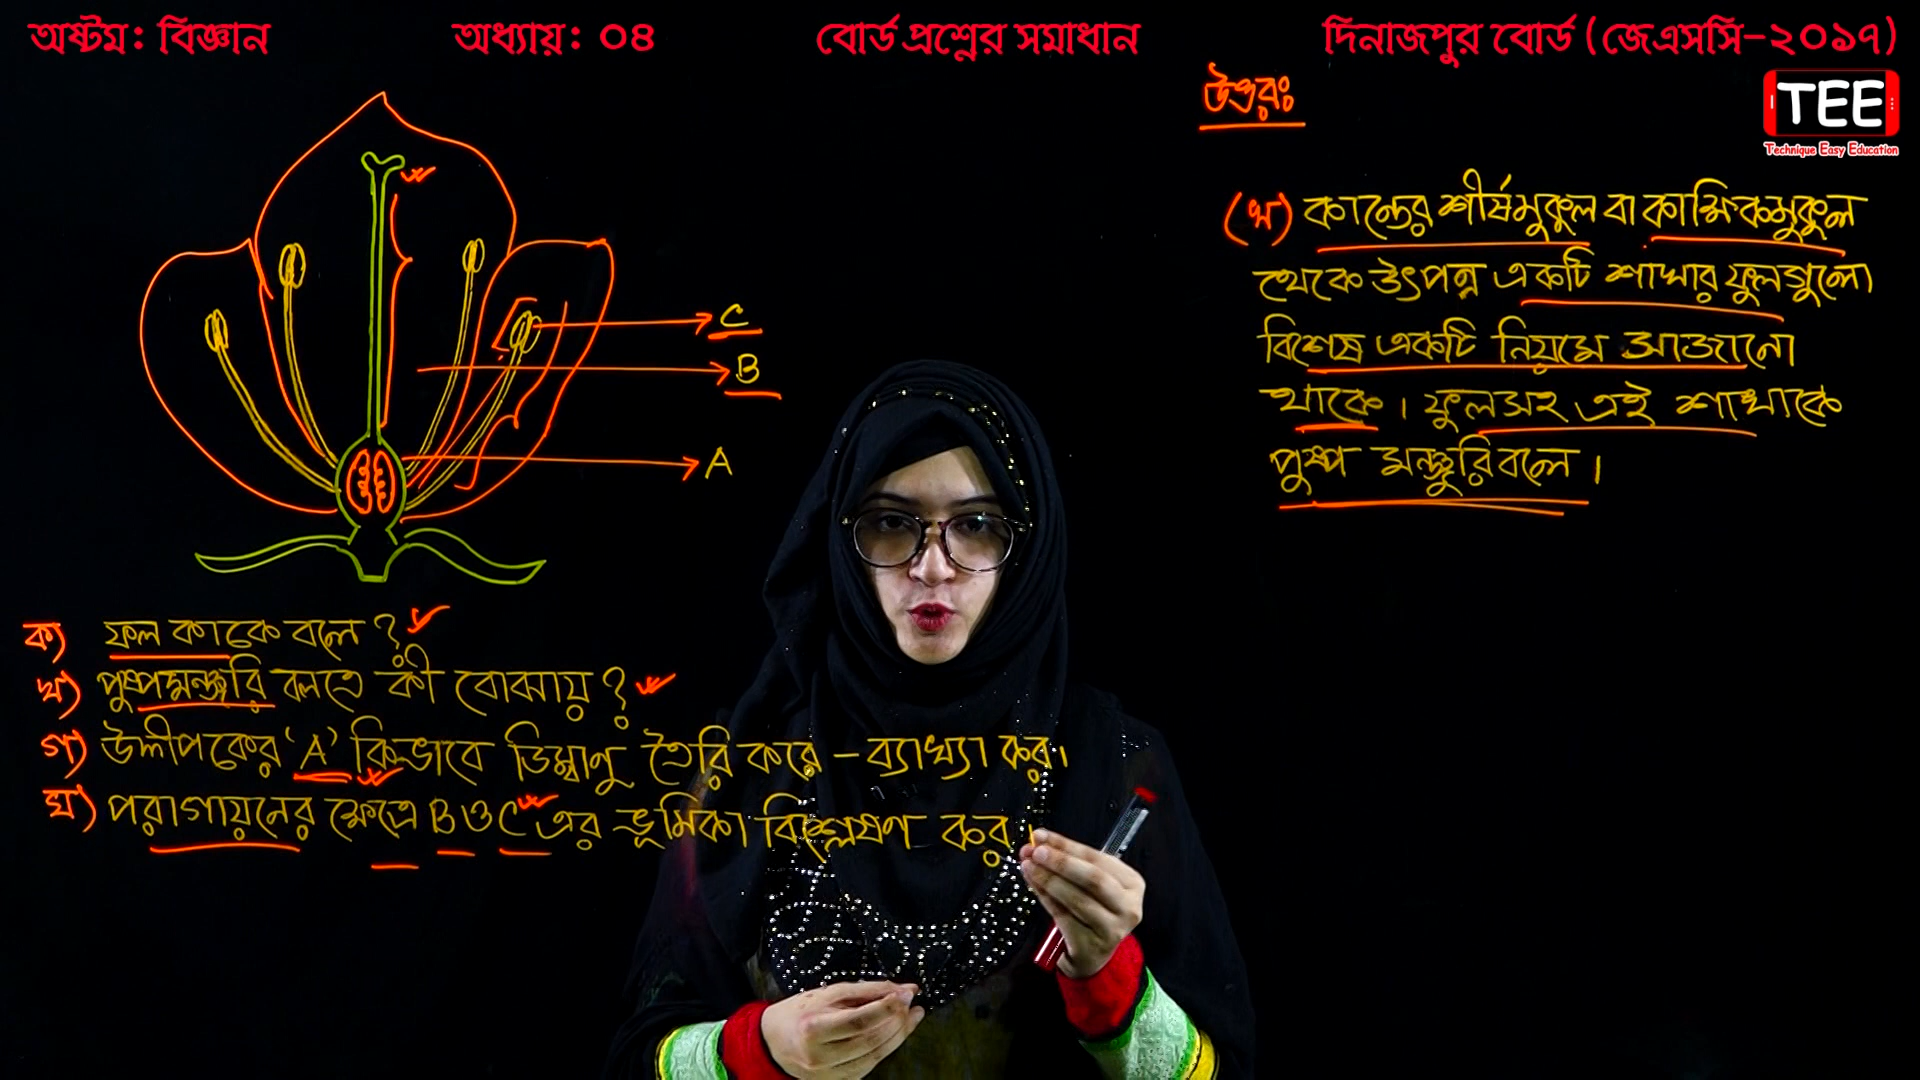 অষ্টম: বিজ্ঞান
অধ্যায়: ০৪
বোর্ড প্রশ্নের সমাধান
দিনাজপুর বোর্ড (জেএসসি-২০১৭)
TEE
Technique Easy Education
উত্তরঃ
C
B
A
(খ) কান্ডের শীর্ষমুকুল বা কাক্ষিকমুকুল
থেকে উৎপন্ন একটি শাখার ফুলগুলো
বিশেষ একটি নিয়মে সাজানো
থাকে। ফুলসহ এই শাখাকে
পুষ্প মঞ্জুরি বলে।
ক) ফল কাকে বলে ?
খ) পুষ্পমঞ্জরি বলতে কী বোঝায় ?
গ) উদ্দীপকের 'A' কিভাবে ডিম্বাণু তৈরি করে - ব্যাখ্যা কর।
ঘ) পরাগায়নের ক্ষেত্রে B ও C এর ভূমিকা বিশ্লেষণ কর।